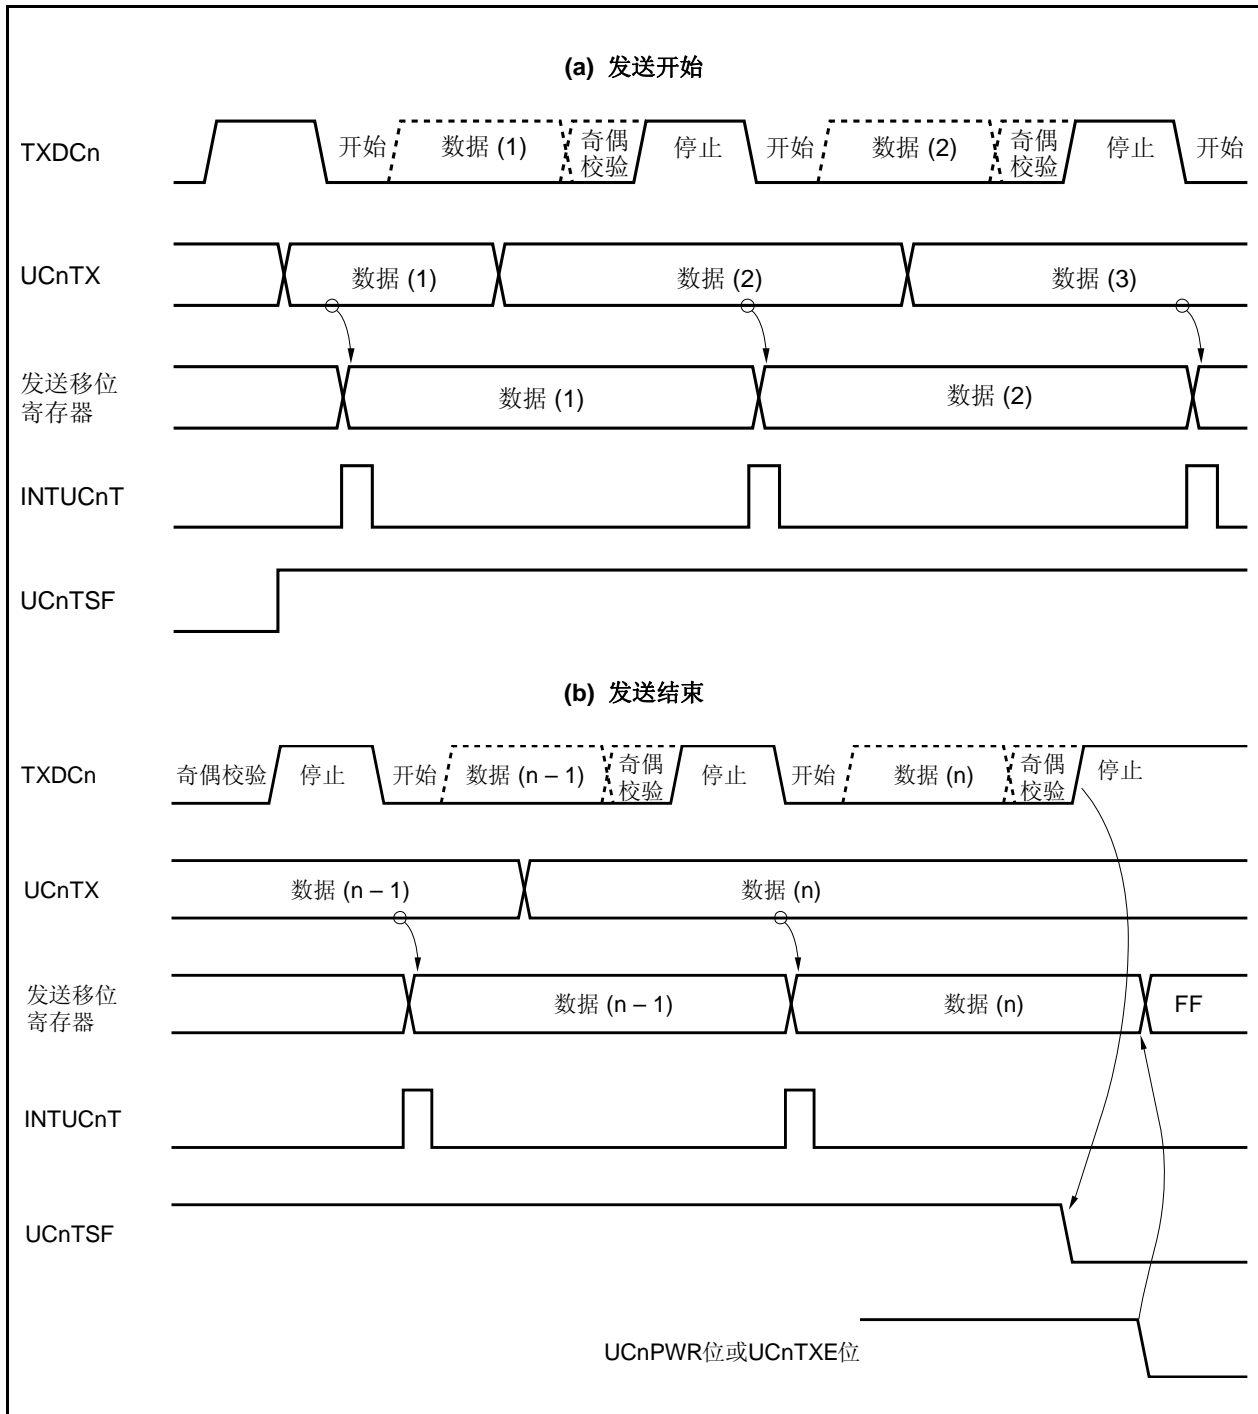 (a) 发送开始
TXDCn
开始 数据 (1) 奇偶校验 停止 开始 数据 (2) 奇偶校验 停止 开始
UCnTX
数据 (1) 数据 (2) 数据 (3)
发送移位
寄存器
数据 (1) 数据 (2)
INTUCnT
UCnTSF
(b) 发送结束
TXDCn
奇偶校验 停止 开始 数据 (n – 1) 奇偶校验 停止 开始 数据 (n) 奇偶校验 停止
UCnTX
数据 (n – 1) 数据 (n)
发送移位
寄存器
数据 (n – 1) 数据 (n) FF
INTUCnT
UCnTSF
UCnPWR位或UCnTXE位